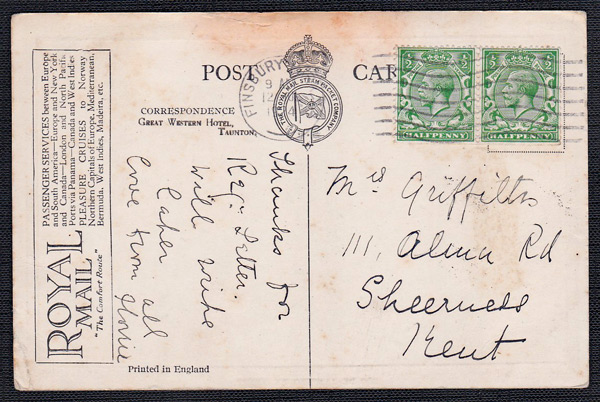 PASSENGER SERVICES between Europe
and South America—Europe and New York
and Canada—London and North Pacific
Ports via Panama—Canada and West Indies
PLEASURE CRUISES to Norway
Northern Capitals of Europe, Mediterranean,
Bermuda, West Indies, Madeira, etc.
ROYAL
MAIL
"The Comfort Route"
POST CARD
CORRESPONDENCE
GREAT WESTERN HOTEL,
TAUNTON.
THE ROYAL MAIL STEAM PACKET COMPANY
FINSBURY
HALFPENNY
HALFPENNY
Thanks for
Letter.
will write
Love from all
Florrie
Mrs Griffiths
111, Alma Rd
Sheerness
Kent
Printed in England